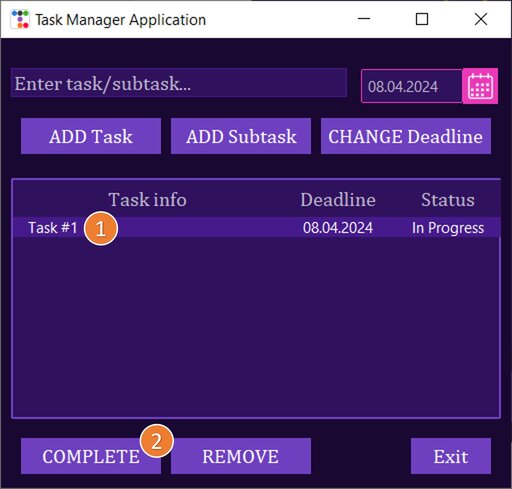 Task Manager Application
Enter task/subtask...
08.04.2024
ADD Task
ADD Subtask
CHANGE Deadline
Task info Deadline Status
Task #1 1 08.04.2024 In Progress
2
COMPLETE
REMOVE
Exit